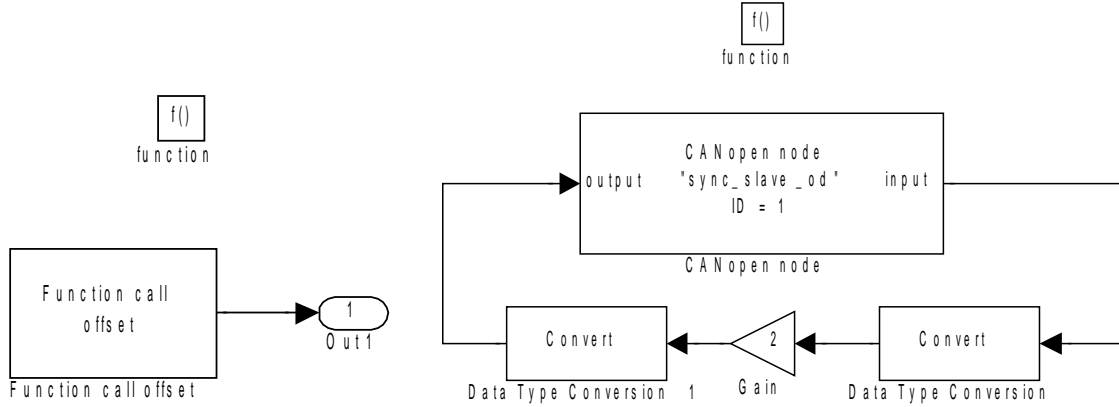 f()
function
f()
function
CANopen node
output "sync_slave_od" input
ID = 1
CANopen node
Function call
offset
1
Out1
Function call offset
Convert
2
Convert
Data Type Conversion 1
Gain
Data Type Conversion